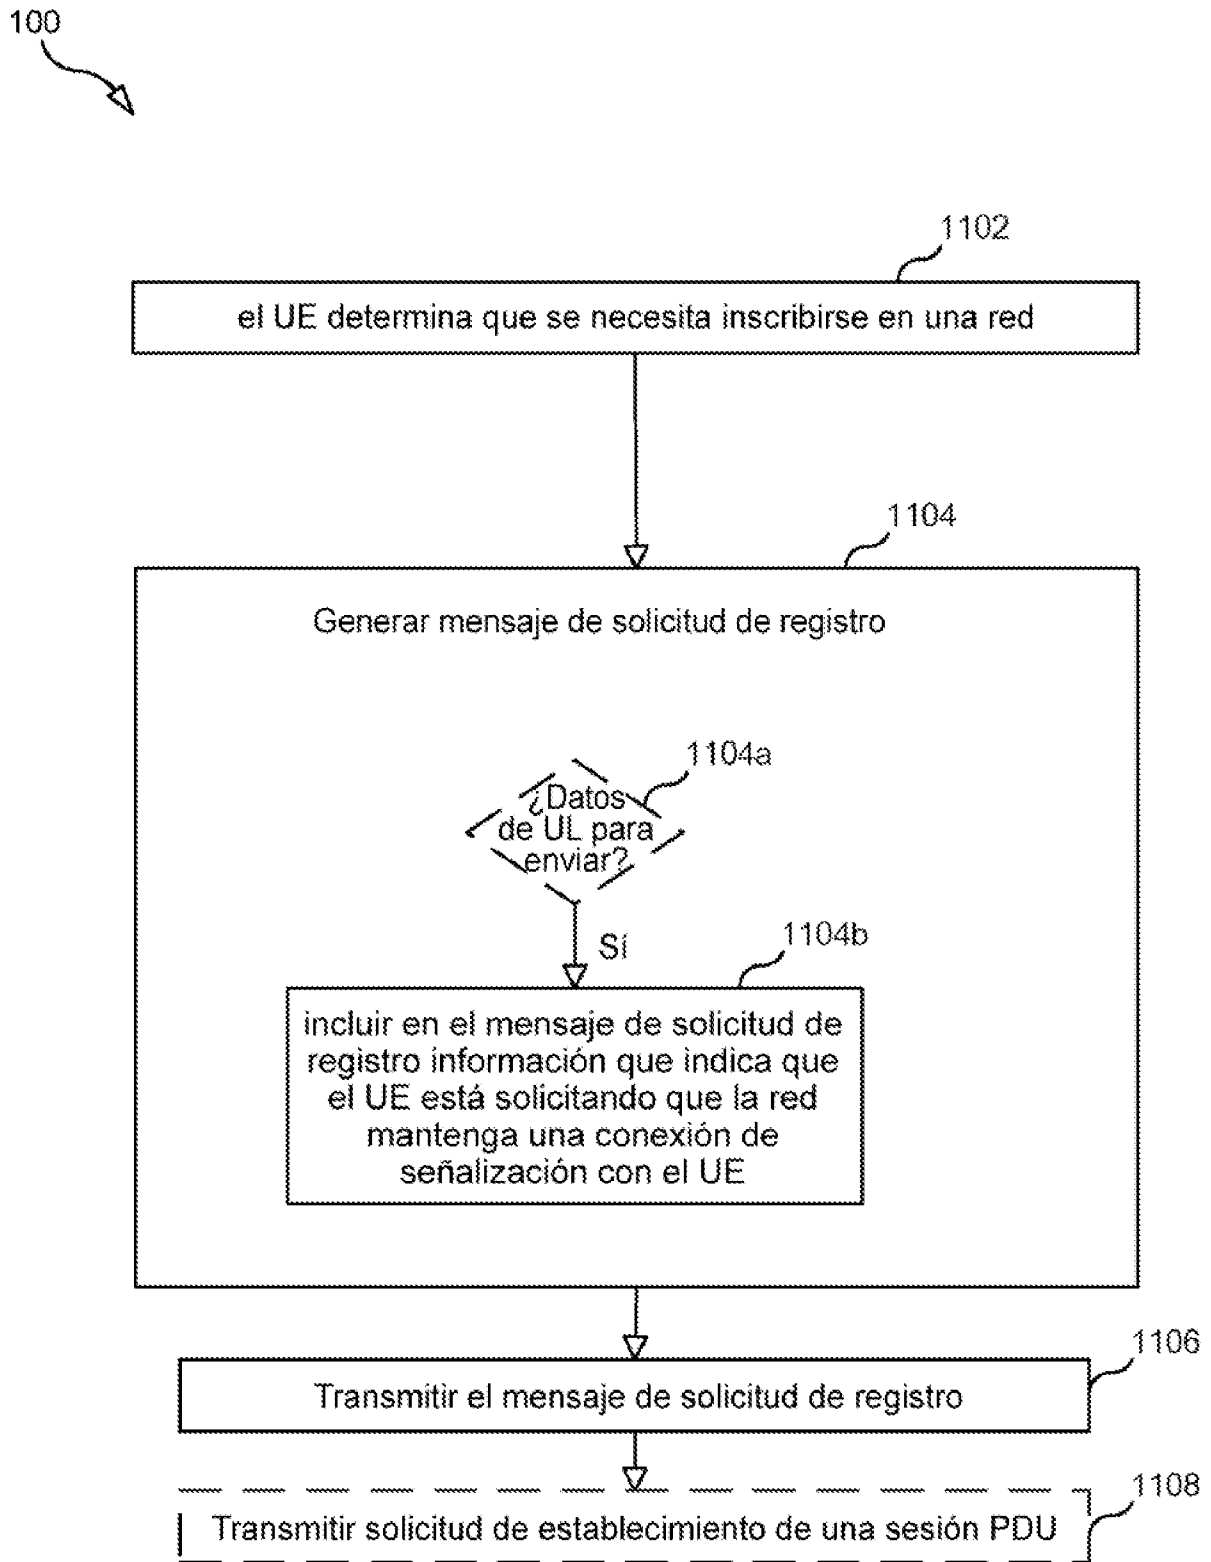 100
1102
el UE determina que se necesita inscribirse en una red
1104
Generar mensaje de solicitud de registro
1104a
¿Datos
de UL para
enviar?
Sí
1104b
incluir en el mensaje de solicitud de
registro información que indica que
el UE está solicitando que la red
mantenga una conexión de
señalización con el UE
1106
Transmitir el mensaje de solicitud de registro
1108
Transmitir solicitud de establecimiento de una sesión PDU